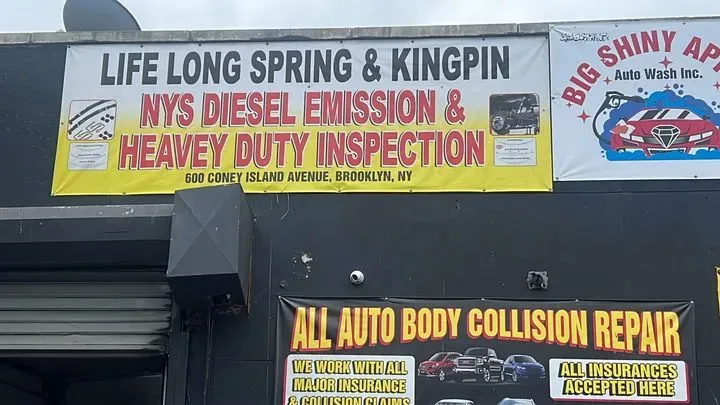 LIFE LONG SPRING & KINGPIN
NYS DIESEL EMISSION &
HEAVEY DUTY INSPECTION
600 CONEY ISLAND AVENUE, BROOKLYN, NY
BIG SHINY
Auto Wash Inc.
ALL AUTO BODY COLLISION REPAIR
WE WORK WITH ALL
MAJOR INSURANCE
& COLLISION CLAIMS
ALL INSURANCES
ACCEPTED HERE